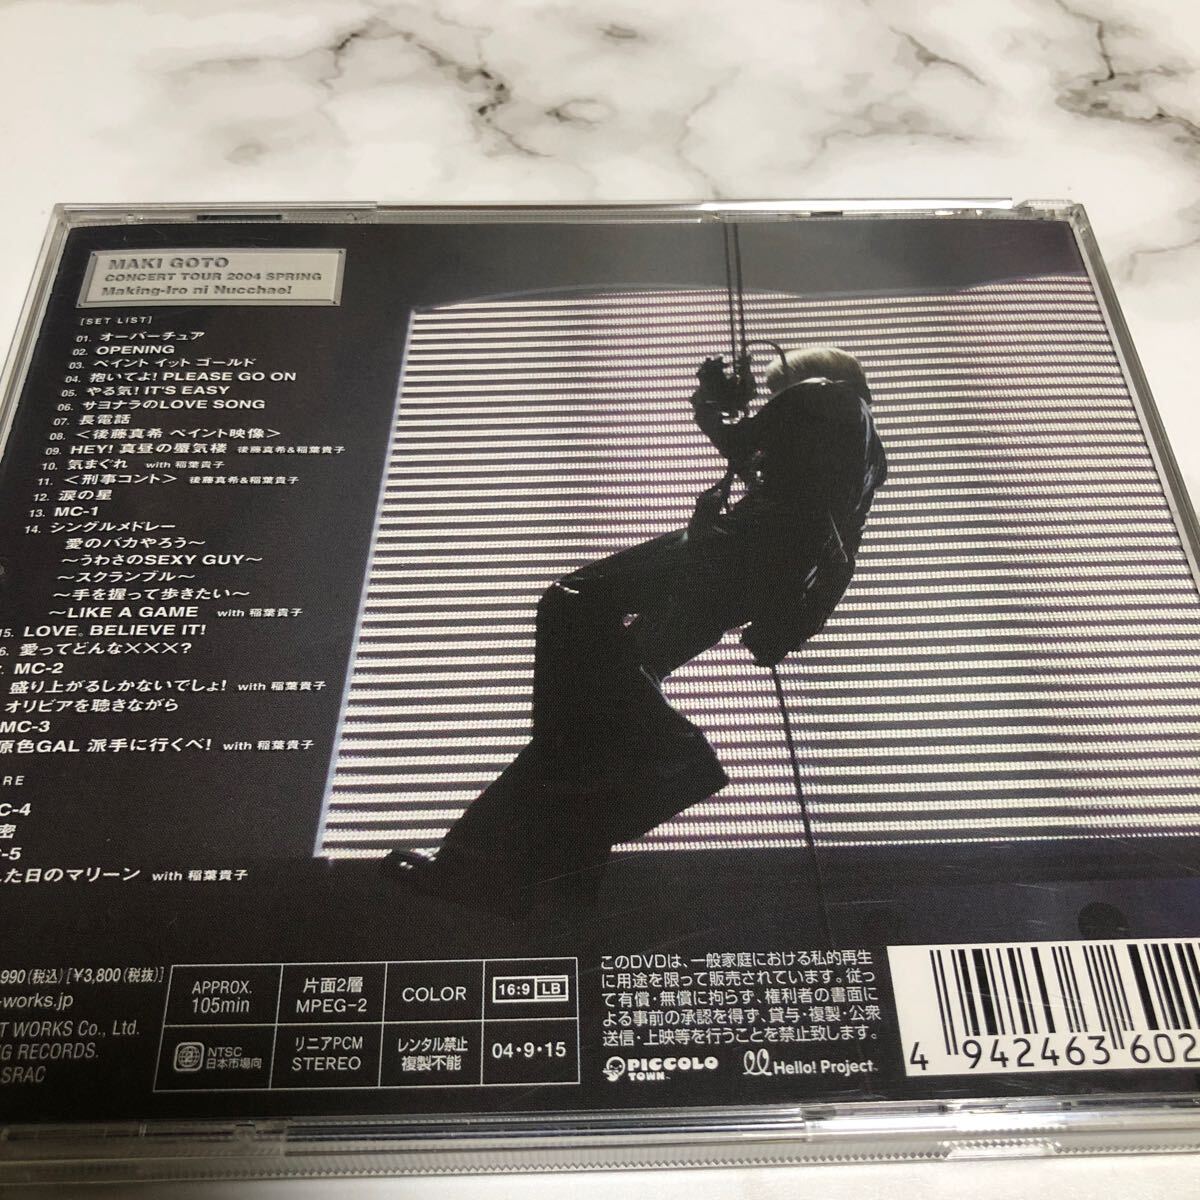 MAKI GOTO
CONCERT TOUR 2004 SPRING
Making-Iro ni Nucchae!
[SET LIST]
01. オーバーチュア
02. OPENING
03. ペイント イット ゴールド
04. 抱いてよ! PLEASE GO ON
05. やる気! IT'S EASY
06. サヨナラのLOVE SONG
07. 長電話
08. <後藤真希 ペイント映像>
09. HEY! 真昼の蜃気楼 後藤真希&稲葉貴子
10. 気まぐれ with 稲葉貴子
11. <刑事コント> 後藤真希&稲葉貴子
12. 涙の星
13. MC-1
14. シングルメドレー
愛のバカやろう〜
〜うわさのSEXY GUY〜
〜スクランブル〜
〜手を握って歩きたい〜
〜LIKE A GAME with 稲葉貴子
15. LOVE。BELIEVE IT!
6. 愛ってどんな×××?
MC-2
盛り上がるしかないでしょ! with 稲葉貴子
オリビアを聴きながら
MC-3
原色GAL 派手に行くべ! with 稲葉貴子
RE
C-4
密
-5
た日のマリーン with 稲葉貴子
990(税込)[¥3,800(税抜)]
-works.jp
T WORKS Co., Ltd.
G RECORDS.
SRAC
APPROX.
105min
片面2層
MPEG-2
COLOR
16:9 LB
NTSC
日本市場向
リニアPCM
STEREO
レンタル禁止
複製不能
04・9・15
このDVDは、一般家庭における私的再生
に用途を限って販売されています。従っ
て有償・無償に拘らず、権利者の書面に
よる事前の承認を得ず、貸与・複製・公衆
送信・上映等を行うことを禁止致します。
PICCOLO
TOWN
Hello! Project
4 942463 602